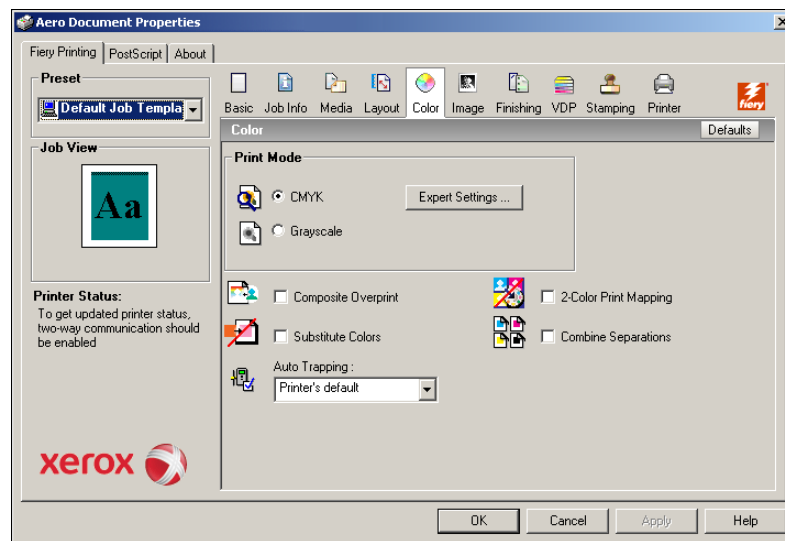 Aero Document Properties
Fiery Printing PostScript About
Preset
Default Job Templa
Basic Job Info Media Layout Color Image Finishing VDP Stamping Printer
fiery
Color Defaults
Job View
Aa
Print Mode
CMYK Expert Settings ...
Grayscale
Printer Status:
To get updated printer status,
two-way communication should
be enabled
Composite Overprint 2-Color Print Mapping
Substitute Colors Combine Separations
Auto Trapping :
Printer's default
xerox
OK Cancel Apply Help